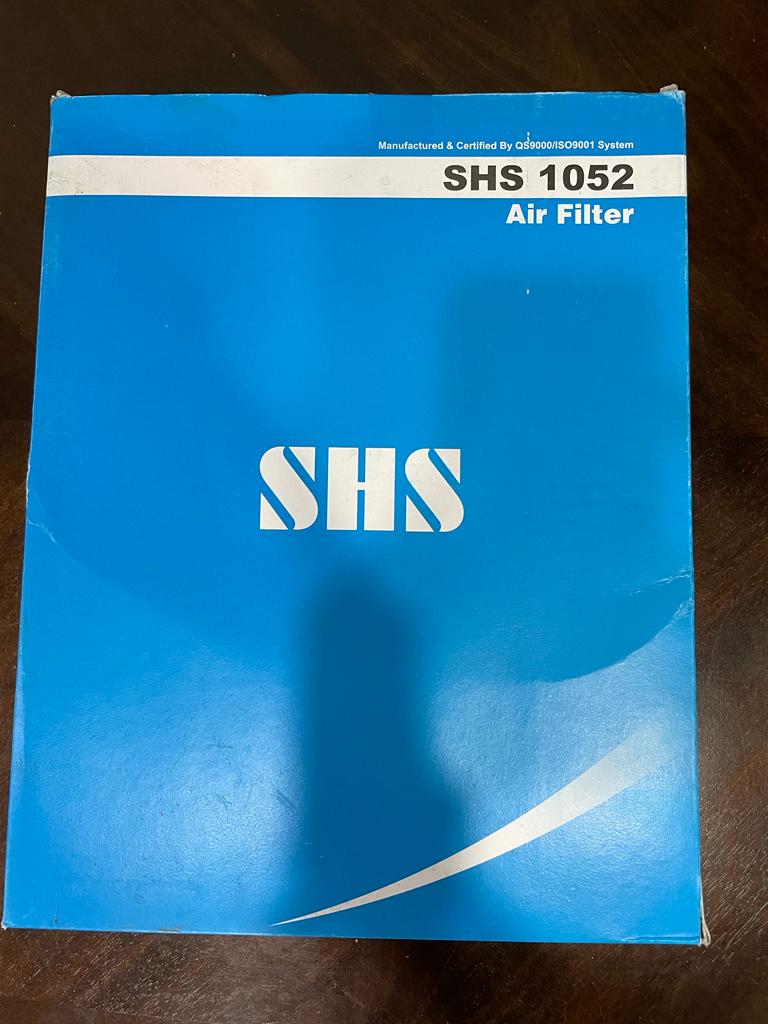 Manufactured & Certified By QS9000/ISO9001 System
SHS 1052
Air Filter
SHS